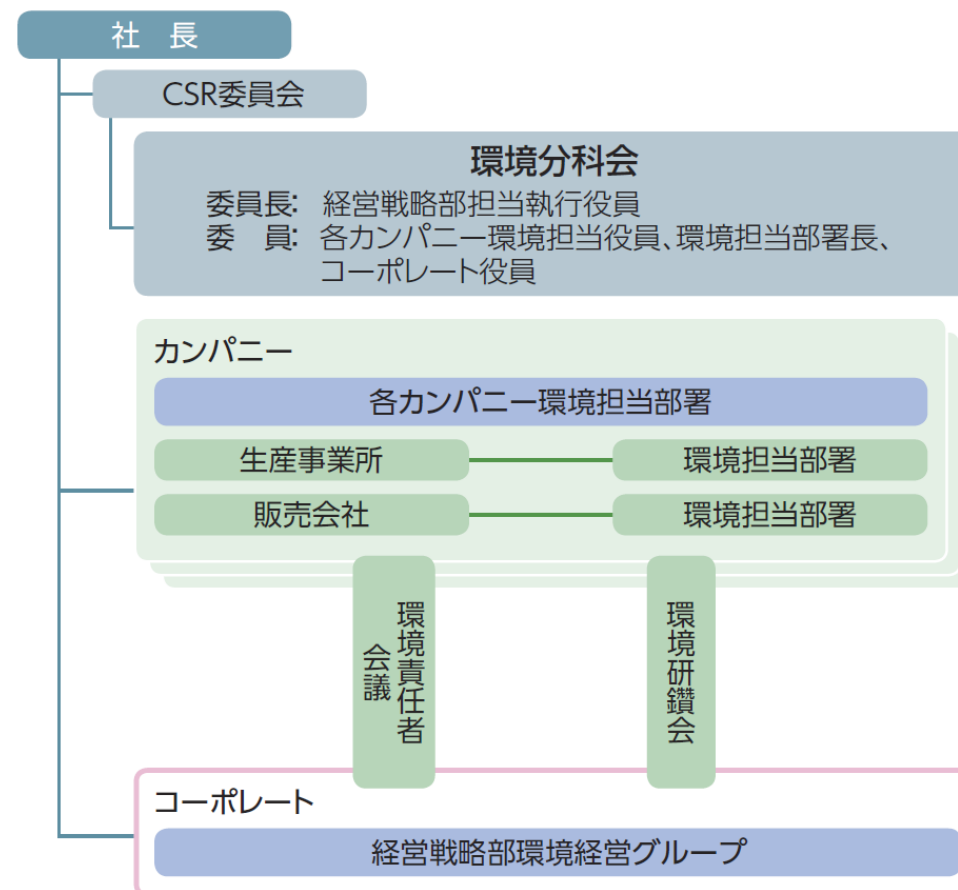 社 長
CSR委員会
環境分科会
委員長: 経営戦略部担当執行役員
委 員: 各カンパニー環境担当役員、環境担当部署長、
コーポレート役員
カンパニー
各カンパニー環境担当部署
生産事業所
環境担当部署
販売会社
環境担当部署
環境責任者
会議
環境研鑽会
コーポレート
経営戦略部環境経営グループ